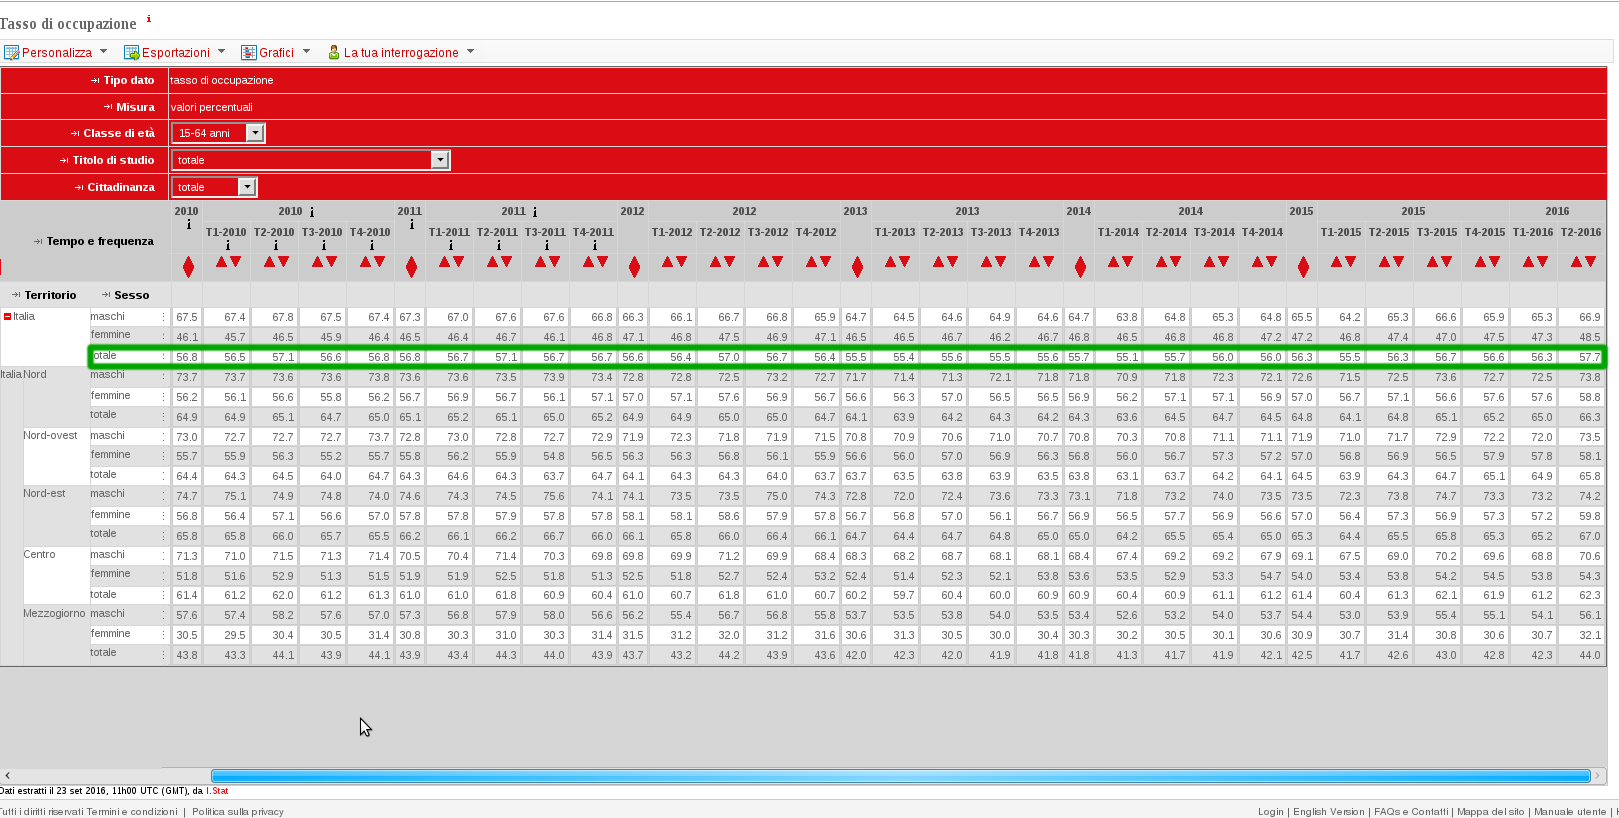 Tasso di occupazione i
Personalizza Esportazioni Grafici La tua interrogazione
Tipo dato tasso di occupazione
Misura valori percentuali
Classe di età 15-64 anni
Titolo di studio totale
Cittadinanza totale
2010 2010 i 2011 2011 i 2012 2012 2013 2013 2014 2014 2015 2015 2016
Tempo e frequenza i T1-2010 T2-2010 T3-2010 T4-2010 i T1-2011 T2-2011 T3-2011 T4-2011 T1-2012 T2-2012 T3-2012 T4-2012 T1-2013 T2-2013 T3-2013 T4-2013 T1-2014 T2-2014 T3-2014 T4-2014 T1-2015 T2-2015 T3-2015 T4-2015 T1-2016 T2-2016
i i i i i i i i
Territorio Sesso
Italia maschi : 67.5 67.4 67.8 67.5 67.4 67.3 67.0 67.6 67.6 66.8 66.3 66.1 66.7 66.8 65.9 64.7 64.5 64.6 64.9 64.6 64.7 63.8 64.8 65.3 64.8 65.5 64.2 65.3 66.6 65.9 65.3 66.9
femmine : 46.1 45.7 46.5 45.9 46.4 46.5 46.4 46.7 46.1 46.8 47.1 46.8 47.5 46.9 47.1 46.5 46.5 46.7 46.2 46.7 46.8 46.5 46.8 46.8 47.2 47.2 46.8 47.4 47.0 47.5 47.3 48.5
totale 56.8 56.5 57.1 56.6 56.8 56.8 56.7 57.1 56.7 56.7 56.6 56.4 57.0 56.7 56.4 55.5 55.4 55.6 55.5 55.6 55.7 55.1 55.7 56.0 56.0 56.3 55.5 56.3 56.7 56.6 56.3 57.7
Italia Nord maschi : 73.7 73.7 73.6 73.6 73.8 73.6 73.6 73.5 73.9 73.4 72.8 72.8 72.5 73.2 72.7 71.7 71.4 71.3 72.1 71.8 71.8 70.9 71.8 72.3 72.1 72.6 71.5 72.5 73.6 72.7 72.5 73.8
femmine : 56.2 56.1 56.6 55.8 56.2 56.7 56.9 56.7 56.1 57.1 57.0 57.1 57.6 56.9 56.7 56.6 56.3 57.0 56.5 56.5 56.9 56.2 57.1 57.1 56.9 57.0 56.7 57.1 56.6 57.6 57.6 58.8
totale : 64.9 64.9 65.1 64.7 65.0 65.1 65.2 65.1 65.0 65.2 64.9 64.9 65.0 65.0 64.7 64.1 63.9 64.2 64.3 64.2 64.3 63.6 64.5 64.7 64.5 64.8 64.1 64.8 65.1 65.2 65.0 66.3
Nord-ovest maschi : 73.0 72.7 72.7 72.7 73.7 72.8 73.0 72.8 72.7 72.9 71.9 72.3 71.8 71.9 71.5 70.8 70.9 70.6 71.0 70.7 70.8 70.3 70.8 71.1 71.1 71.9 71.0 71.7 72.9 72.2 72.0 73.5
femmine : 55.7 55.9 56.3 55.2 55.7 55.8 56.2 55.9 54.8 56.5 56.3 56.3 56.8 56.1 55.9 56.6 56.0 57.0 56.9 56.3 56.8 56.0 56.7 57.3 57.2 57.0 56.8 56.9 56.5 57.9 57.8 58.1
totale : 64.4 64.3 64.5 64.0 64.7 64.3 64.6 64.3 63.7 64.7 64.1 64.3 64.3 64.0 63.7 63.7 63.5 63.8 63.9 63.5 63.8 63.1 63.7 64.2 64.1 64.5 63.9 64.3 64.7 65.1 64.9 65.8
Nord-est maschi : 74.7 75.1 74.9 74.8 74.0 74.6 74.3 74.5 75.6 74.1 74.1 73.5 73.5 75.0 74.3 72.8 72.0 72.4 73.6 73.3 73.1 71.8 73.2 74.0 73.5 73.5 72.3 73.8 74.7 73.3 73.2 74.2
femmine : 56.8 56.4 57.1 56.6 57.0 57.8 57.8 57.9 57.8 57.8 58.1 58.1 58.6 57.9 57.8 56.7 56.8 57.0 56.1 56.7 56.9 56.5 57.7 56.9 56.6 57.0 56.4 57.3 56.9 57.3 57.2 59.8
totale : 65.8 65.8 66.0 65.7 65.5 66.2 66.1 66.2 66.7 66.0 66.1 65.8 66.0 66.4 66.1 64.7 64.4 64.7 64.8 65.0 65.0 64.2 65.5 65.4 65.0 65.3 64.4 65.5 65.8 65.3 65.2 67.0
Centro maschi : 71.3 71.0 71.5 71.3 71.4 70.5 70.4 71.4 70.3 69.8 69.8 69.9 71.2 69.9 68.4 68.3 68.2 68.7 68.1 68.1 68.4 67.4 69.2 69.2 67.9 69.1 67.5 69.0 70.2 69.6 68.8 70.6
femmine : 51.8 51.6 52.9 51.3 51.5 51.9 51.9 52.5 51.8 51.3 52.5 51.8 52.7 52.4 53.2 52.4 51.4 52.3 52.1 53.8 53.6 53.5 52.9 53.3 54.7 54.0 53.4 53.8 54.2 54.5 53.8 54.3
totale : 61.4 61.2 62.0 61.2 61.3 61.0 61.0 61.8 60.9 60.4 61.0 60.7 61.8 61.0 60.7 60.2 59.7 60.4 60.0 60.9 60.9 60.4 60.9 61.1 61.2 61.4 60.4 61.3 62.1 61.9 61.2 62.3
Mezzogiorno maschi : 57.6 57.4 58.2 57.6 57.0 57.3 56.8 57.9 58.0 56.6 56.2 55.4 56.7 56.8 55.8 53.7 53.5 53.8 54.0 53.5 53.4 52.6 53.2 54.0 53.7 54.4 53.0 53.9 55.4 55.1 54.1 56.1
femmine : 30.5 29.5 30.4 30.5 31.4 30.8 30.3 31.0 30.3 31.4 31.5 31.2 32.0 31.2 31.6 30.6 31.3 30.5 30.0 30.4 30.3 30.2 30.5 30.1 30.6 30.9 30.7 31.4 30.8 30.6 30.7 32.1
totale : 43.8 43.3 44.1 43.9 44.1 43.9 43.4 44.3 44.0 43.9 43.7 43.2 44.2 43.9 43.6 42.0 42.3 42.0 41.9 41.8 41.8 41.3 41.7 41.9 42.1 42.5 41.7 42.6 43.0 42.8 42.3 44.0
Dati estratti il 23 set 2016, 11h00 UTC (GMT), da I.Stat
Tutti i diritti riservati Termini e condizioni | Politica sulla privacy
Login | English Version | FAQs e Contatti | Mappa del sito | Manuale utente |